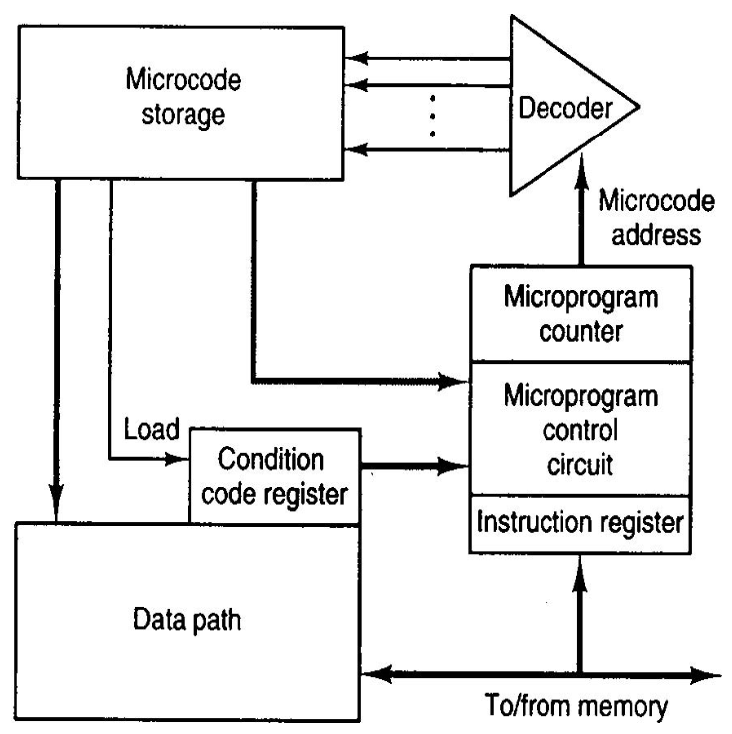 Microcode
storage
Decoder
Microcode
address
Microprogram
counter
Microprogram
control
circuit
Load
Condition
code register
Instruction register
Data path
To/from memory